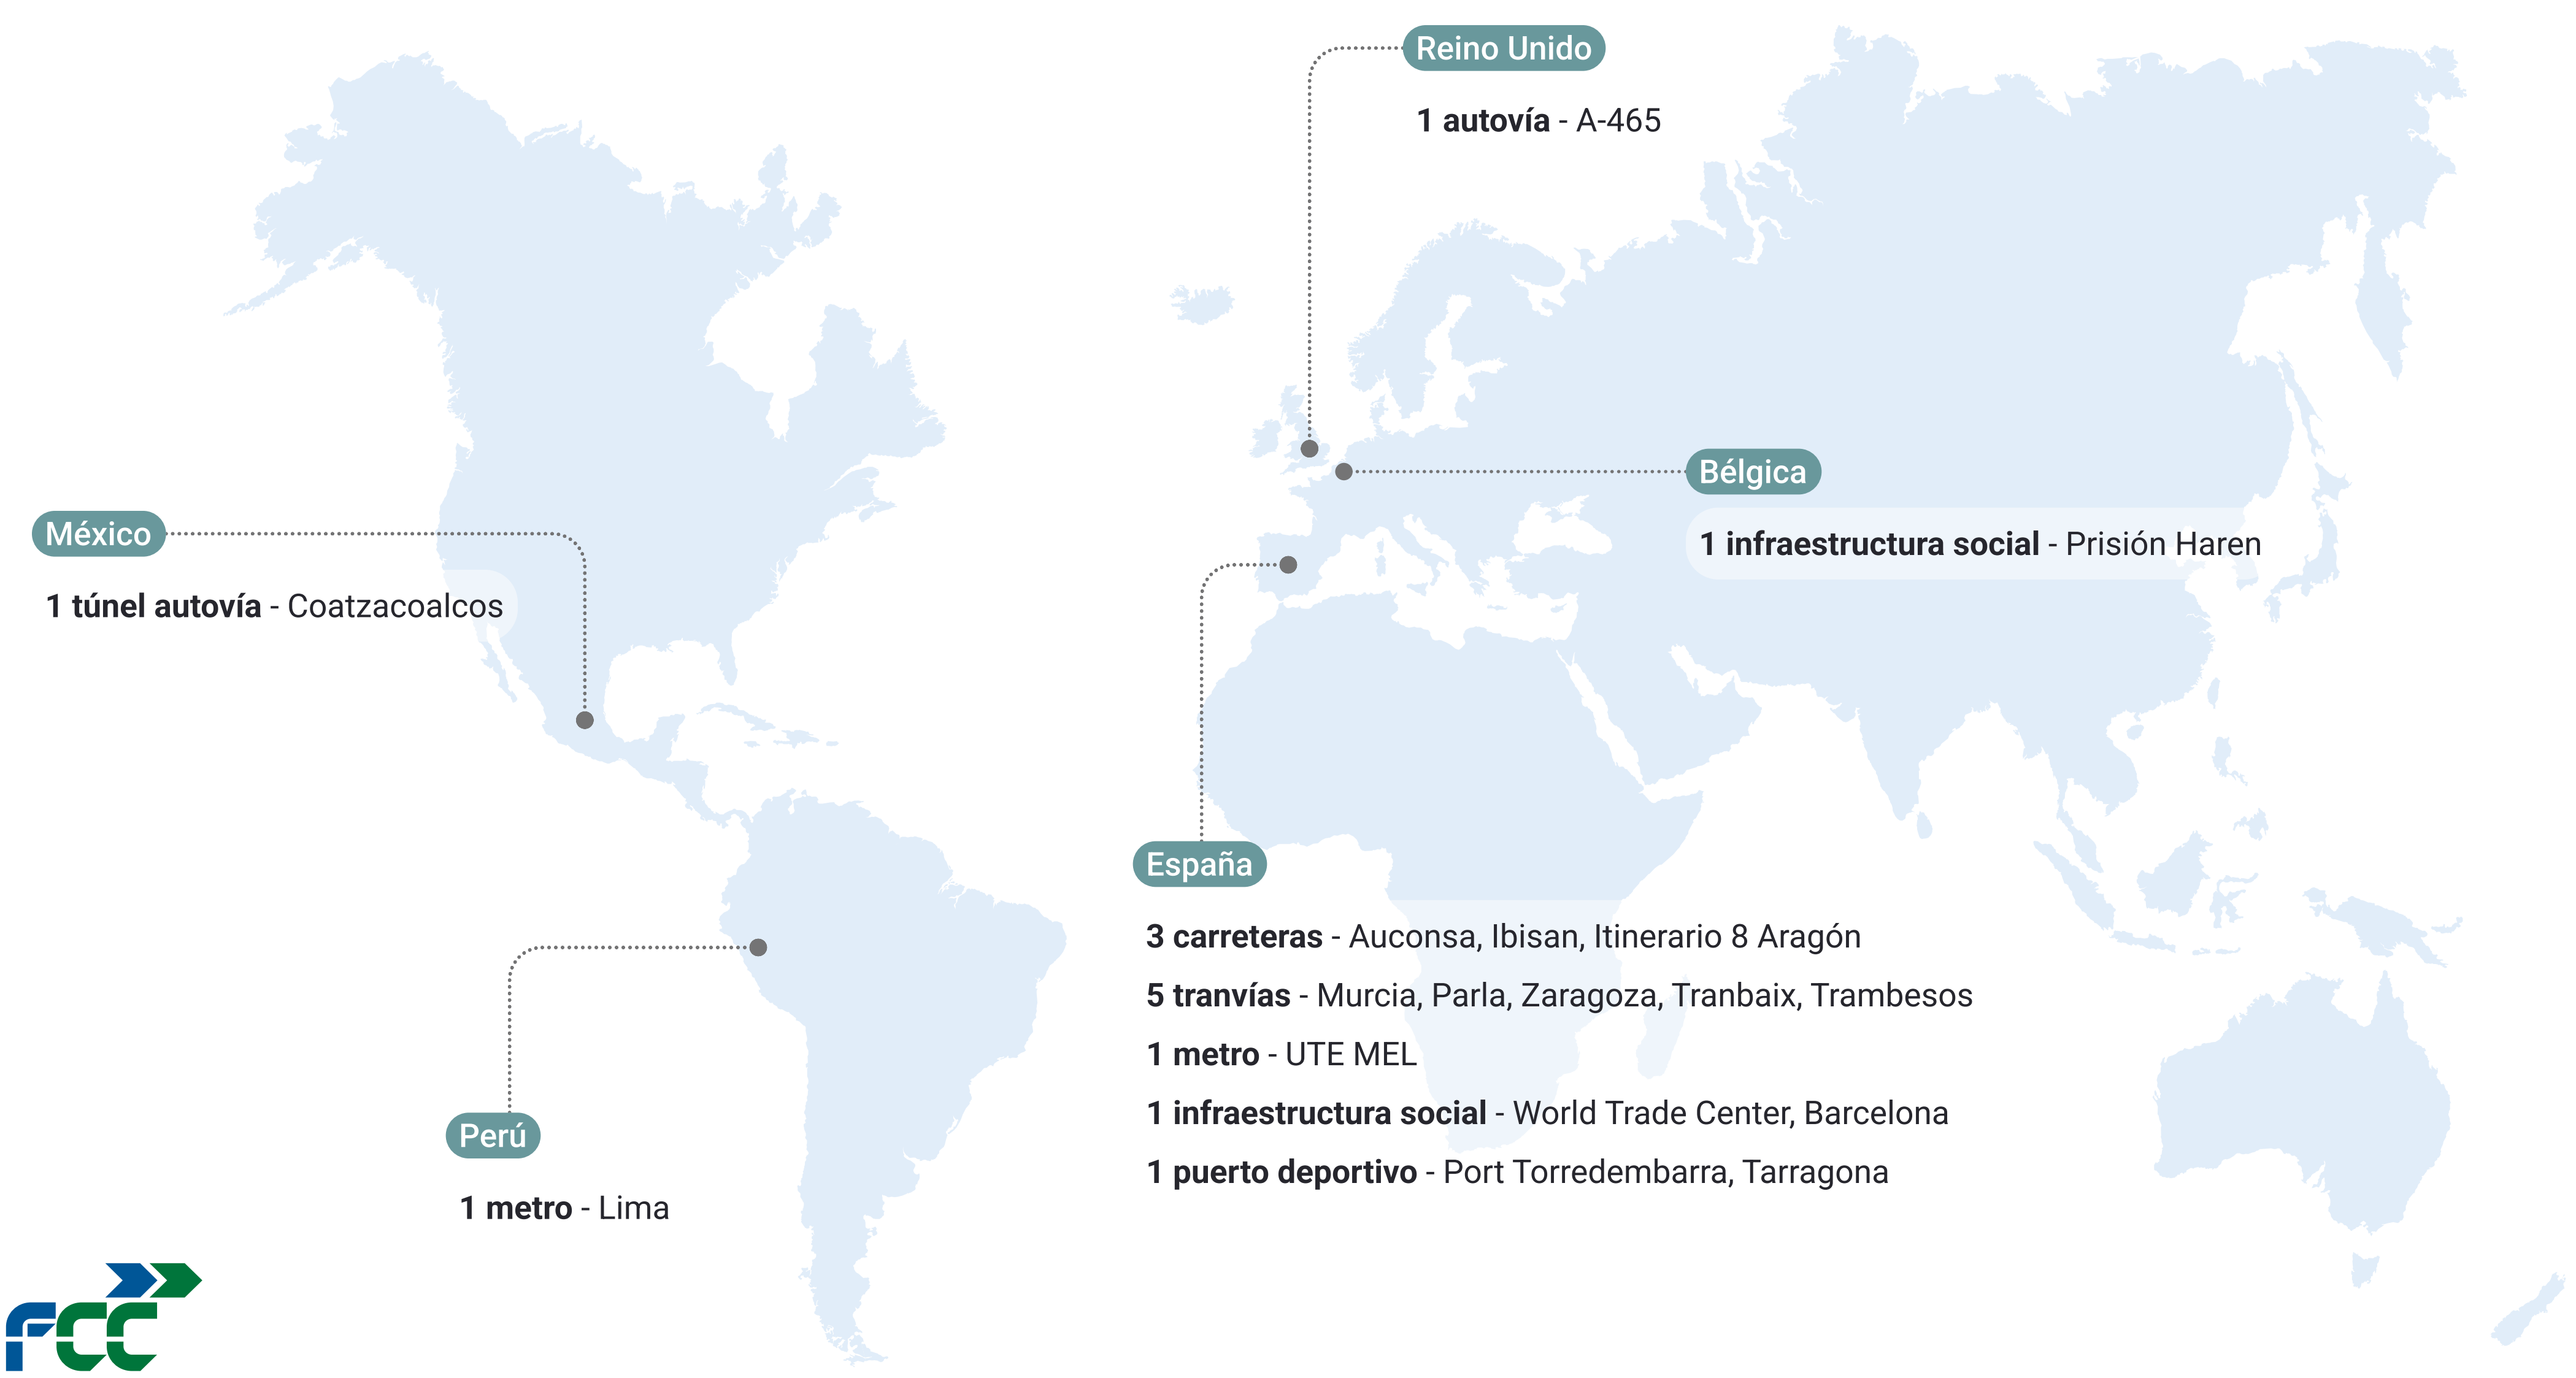 Reino Unido
1 autovía - A-465
Bélgica
1 infraestructura social - Prisión Haren
México
1 túnel autovía - Coatzacoalcos
España
3 carreteras - Auconsa, Ibisan, Itinerario 8 Aragón
5 tranvías - Murcia, Parla, Zaragoza, Tranbaix, Trambesos
1 metro - UTE MEL
1 infraestructura social - World Trade Center, Barcelona
1 puerto deportivo - Port Torredembarra, Tarragona
Perú
1 metro - Lima
FCC